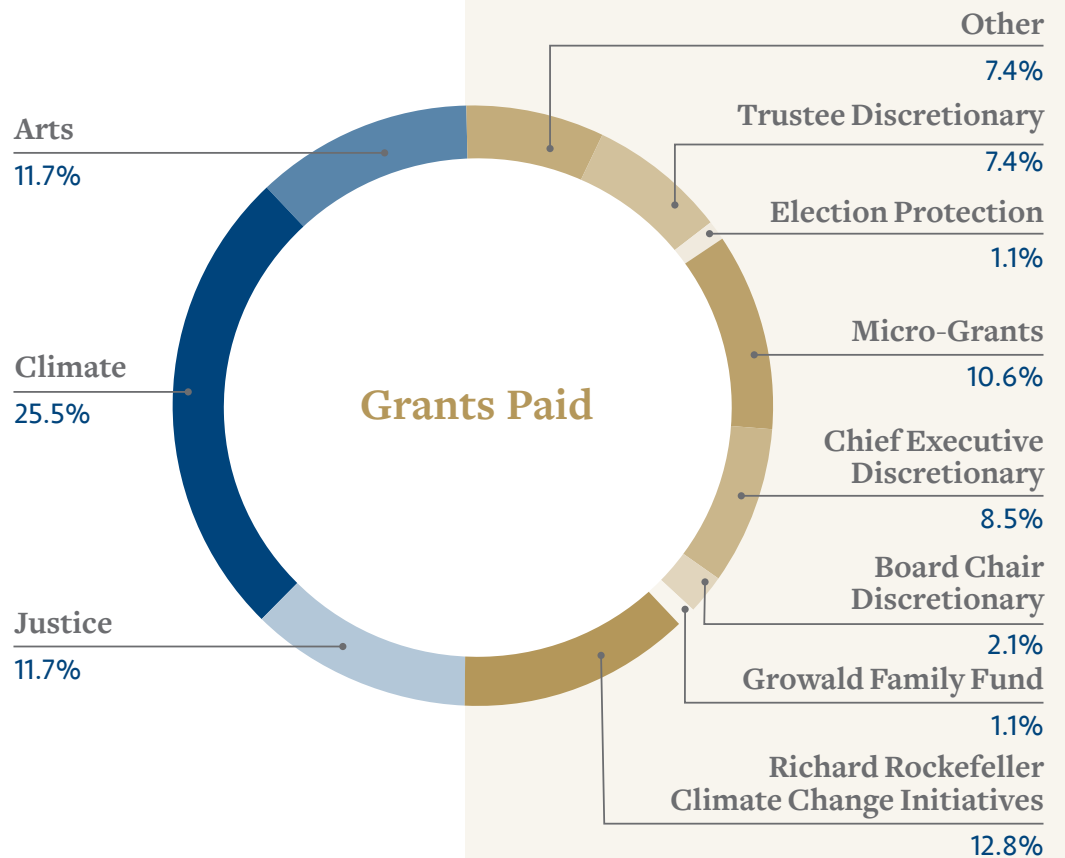 Arts
11.7%
Climate
25.5%
Justice
11.7%
Grants Paid
Other
7.4%
Trustee Discretionary
7.4%
Election Protection
1.1%
Micro-Grants
10.6%
Chief Executive
Discretionary
8.5%
Board Chair
Discretionary
2.1%
Growald Family Fund
1.1%
Richard Rockefeller
Climate Change Initiatives
12.8%